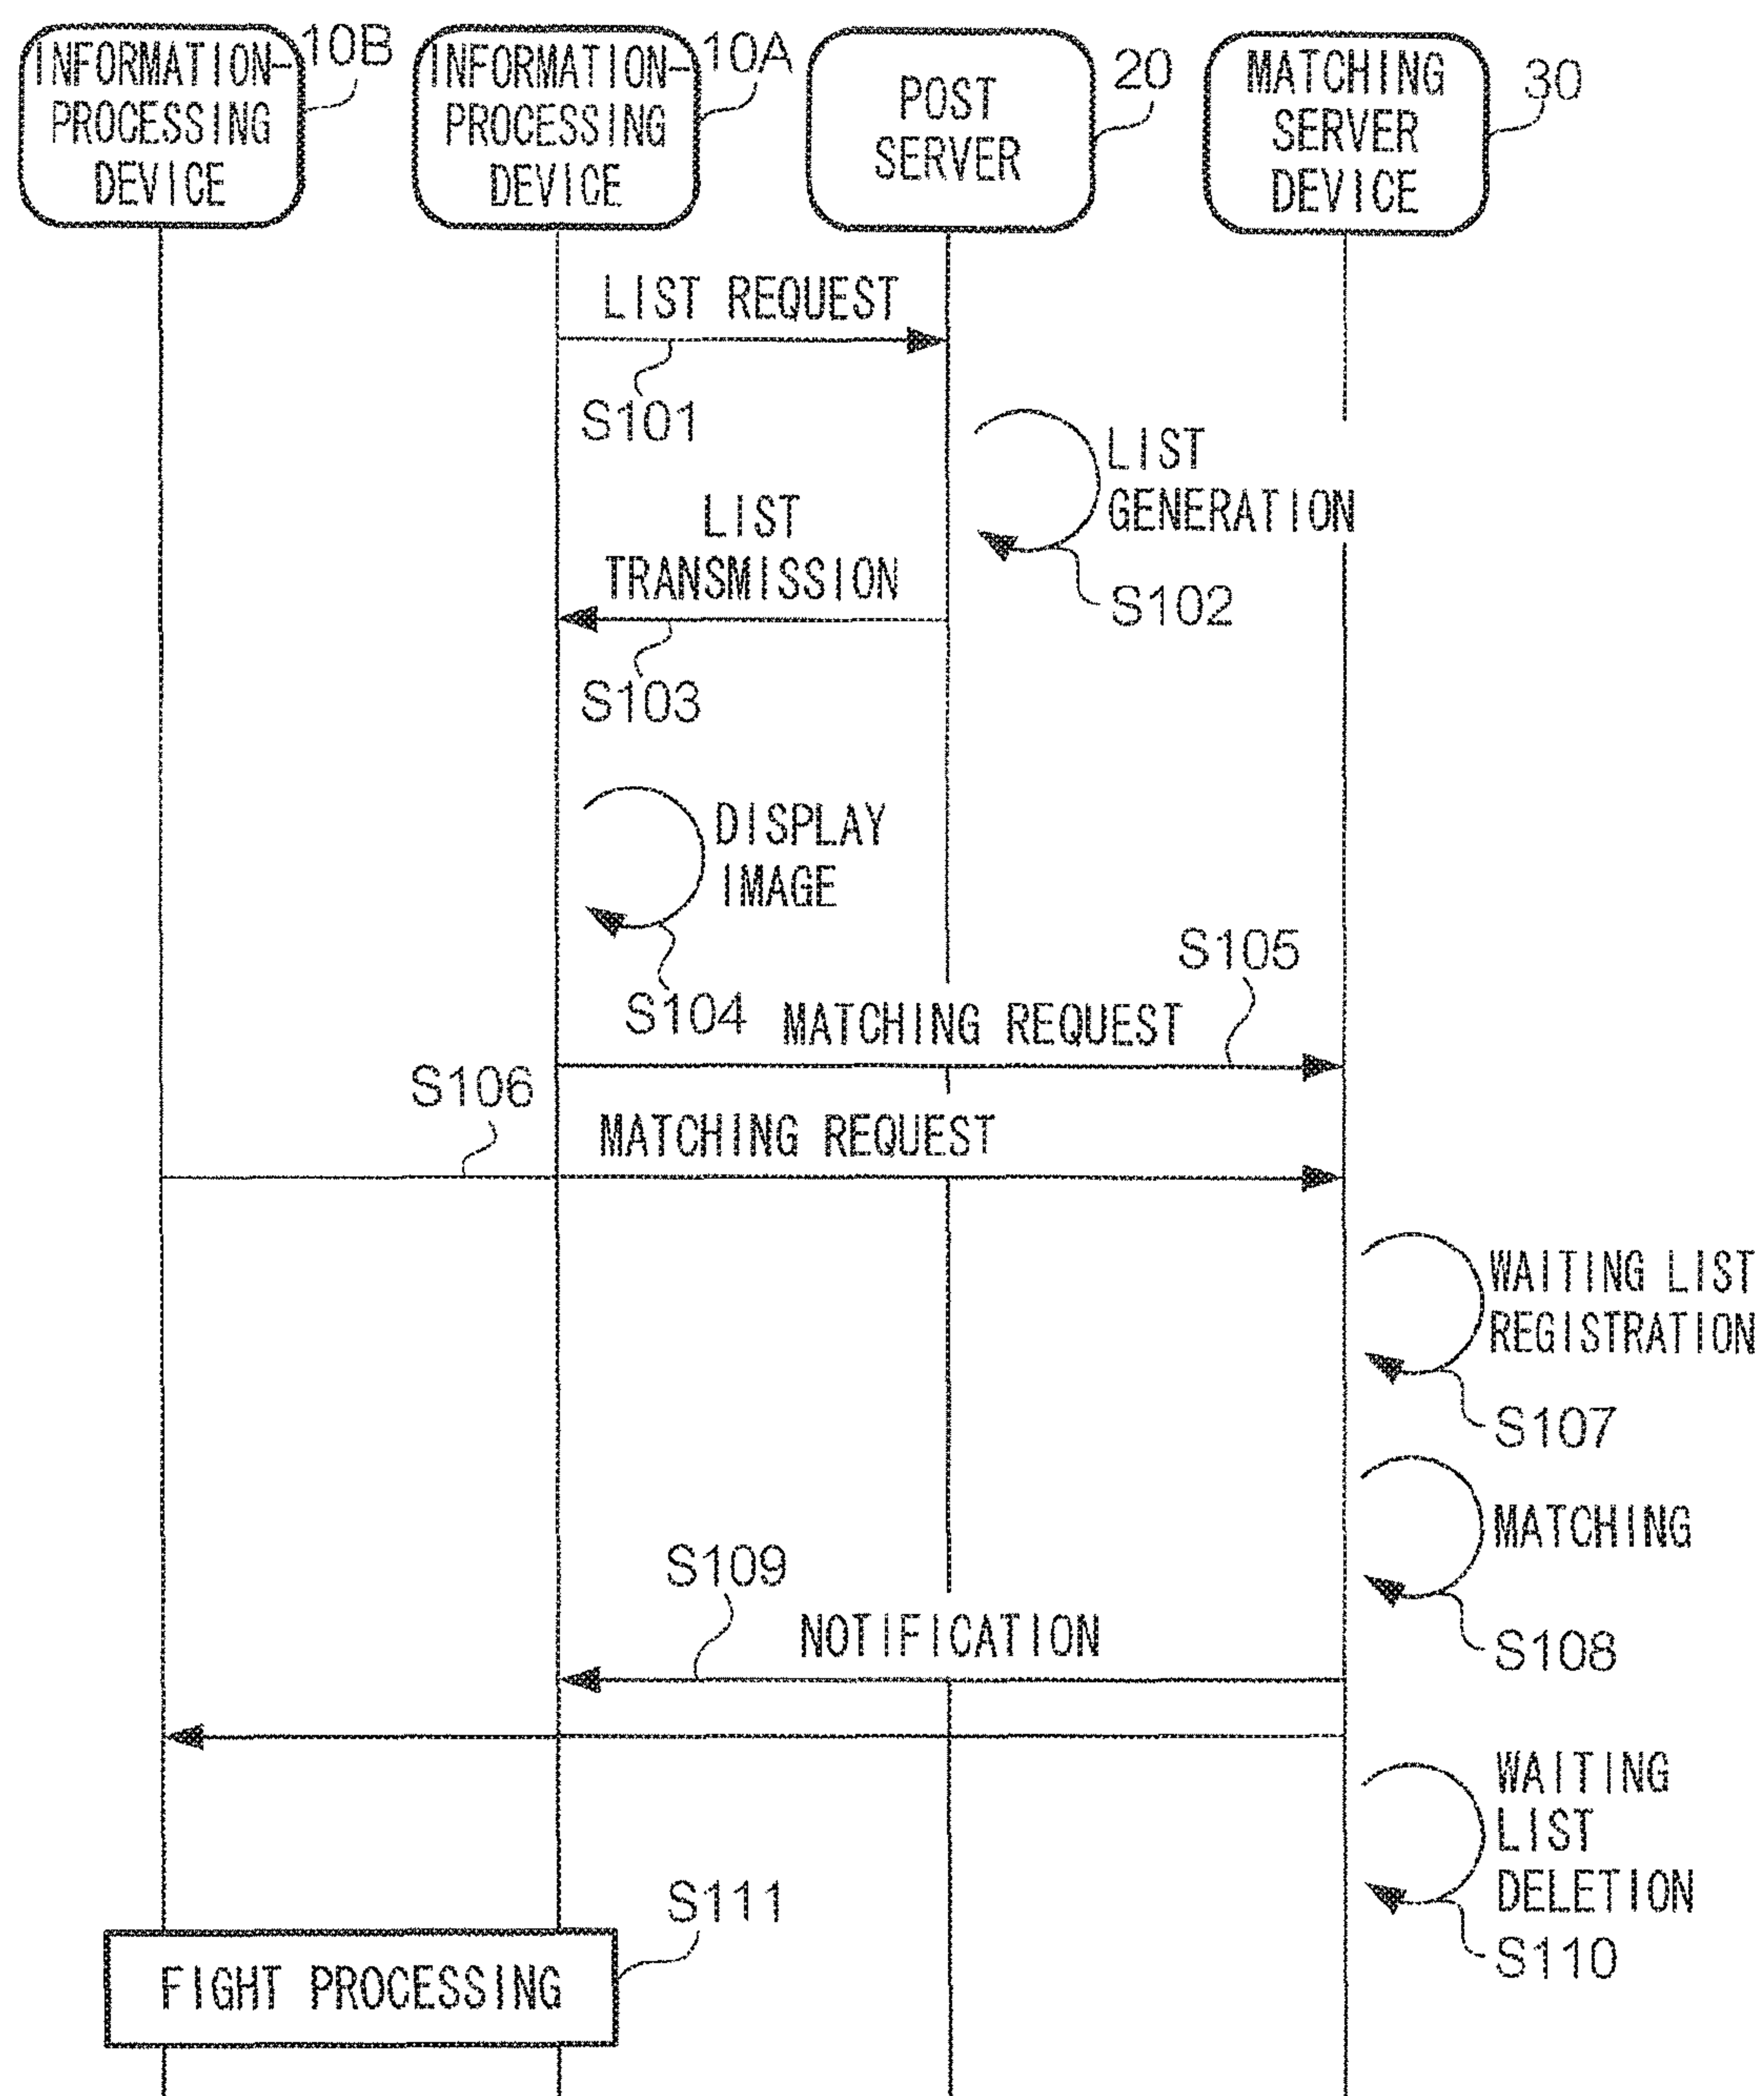 INFORMATION-
PROCESSING
DEVICE
10B
INFORMATION-
PROCESSING
DEVICE
10A
POST
SERVER
20
MATCHING
SERVER
DEVICE
30
LIST REQUEST
S101
LIST
GENERATION
S102
LIST
TRANSMISSION
S103
DISPLAY
IMAGE
S104
S105
MATCHING REQUEST
S106
MATCHING REQUEST
WAITING LIST
REGISTRATION
S107
MATCHING
S108
S109
NOTIFICATION
WAITING
LIST
DELETION
S110
S111
FIGHT PROCESSING